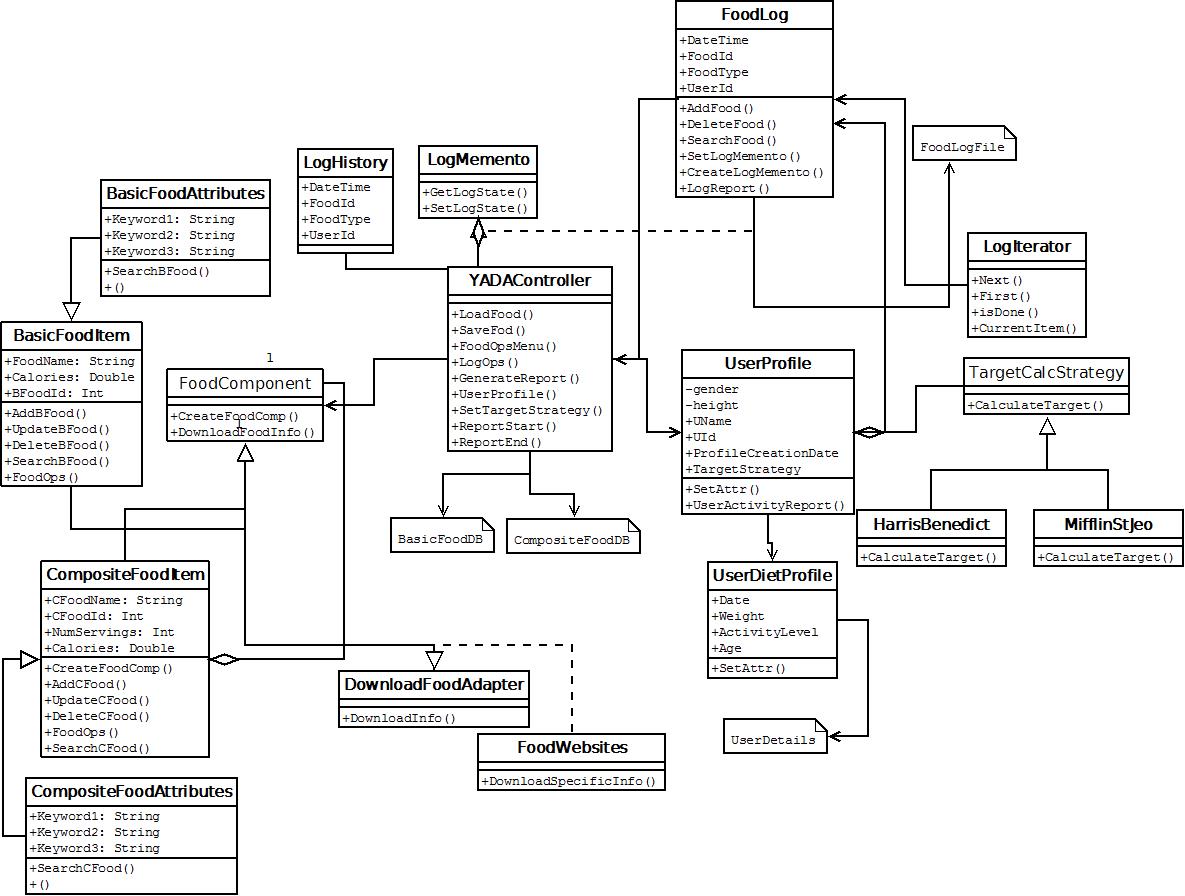 FoodLog
+DateTime
+FoodId
+FoodType
+UserId
+AddFood()
+DeleteFood()
+SearchFood()
+SetLogMemento()
+CreateLogMemento()
+LogReport()
FoodLogFile
LogHistory
+DateTime
+FoodId
+FoodType
+UserId
LogMemento
+GetLogState()
+SetLogState()
BasicFoodAttributes
+Keyword1: String
+Keyword2: String
+Keyword3: String
+SearchBFood()
+()
LogIterator
+Next()
+First()
+isDone()
+CurrentItem()
YADAController
+LoadFood()
+SaveFod()
+FoodOpsMenu()
+LogOps()
+GenerateReport()
+UserProfile()
+SetTargetStrategy()
+ReportStart()
+ReportEnd()
BasicFoodItem
+FoodName: String
+Calories: Double
+BFoodId: Int
+AddBFood()
+UpdateBFood()
+DeleteBFood()
+SearchBFood()
+FoodOps()
1
FoodComponent
+CreateFoodComp()
+DownloadFoodInfo()
UserProfile
-gender
-height
+UName
+UId
+ProfileCreationDate
+TargetStrategy
+SetAttr()
+UserActivityReport()
TargetCalcStrategy
+CalculateTarget()
HarrisBenedict
+CalculateTarget()
MifflinStJeo
+CalculateTarget()
BasicFoodDB
CompositeFoodDB
CompositeFoodItem
+CFoodName: String
+CFoodId: Int
+NumServings: Int
+Calories: Double
+CreateFoodComp()
+AddCFood()
+UpdateCFood()
+DeleteCFood()
+FoodOps()
+SearchCFood()
UserDietProfile
+Date
+Weight
+ActivityLevel
+Age
+SetAttr()
DownloadFoodAdapter
+DownloadInfo()
UserDetails
FoodWebsites
+DownloadSpecificInfo()
CompositeFoodAttributes
+Keyword1: String
+Keyword2: String
+Keyword3: String
+SearchCFood()
+()